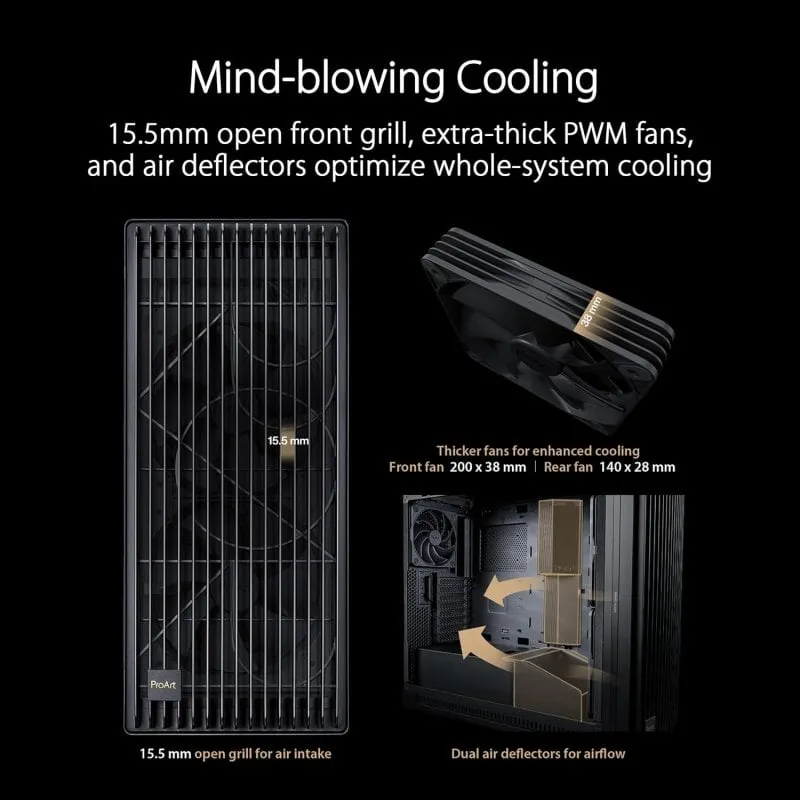 Mind-blowing Cooling
15.5mm open front grill, extra-thick PWM fans,
and air deflectors optimize whole-system cooling
38 mm
15.5 mm
Thicker fans for enhanced cooling
Front fan 200 x 38 mm | Rear fan 140 x 28 mm
ProArt
15.5 mm open grill for air intake
Dual air deflectors for airflow